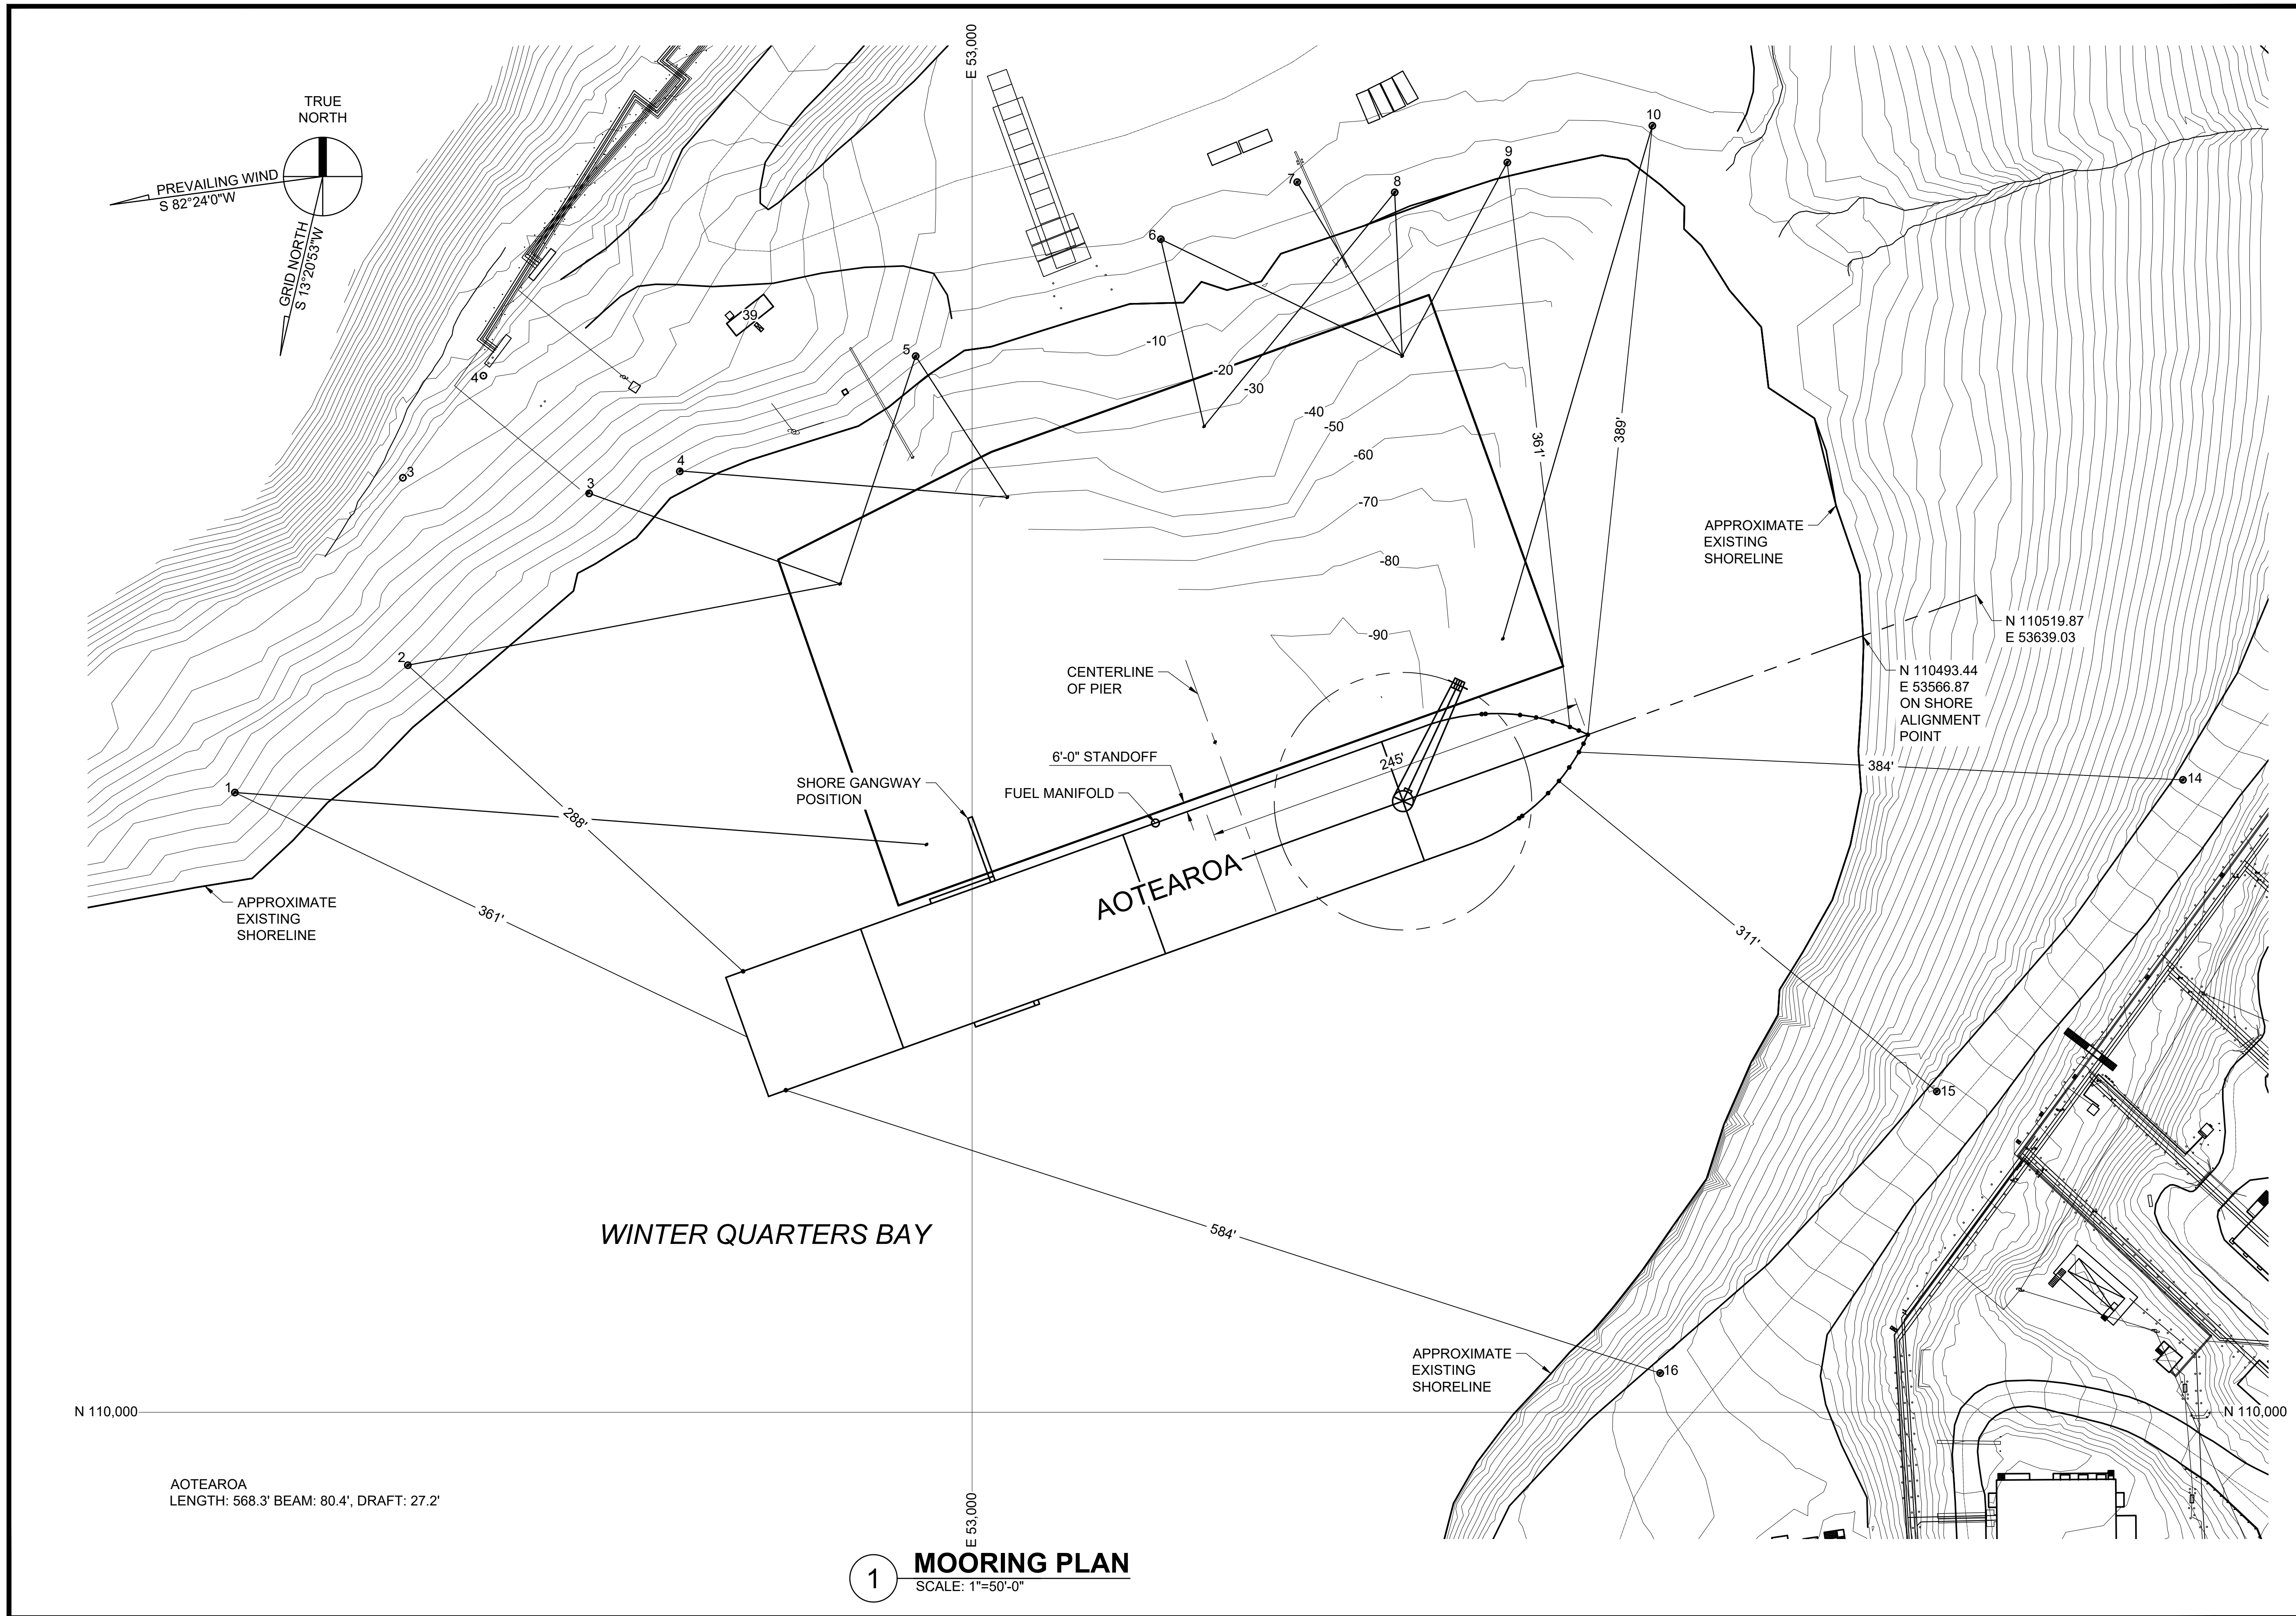 E 53,000
TRUE
NORTH
PREVAILING WIND
S 82°24'0"W
GRID NORTH
S 13°20'53"W
10
9
8
7
6
39
5
4
3
4
3
-10
-20
-30
-40
-50
-60
-70
-80
-90
361'
389'
APPROXIMATE
EXISTING
SHORELINE
N 110519.87
E 53639.03
N 110493.44
E 53566.87
ON SHORE
ALIGNMENT
POINT
2
CENTERLINE
OF PIER
6'-0" STANDOFF
245'
384'
14
1
SHORE GANGWAY
POSITION
FUEL MANIFOLD
288'
AOTEAROA
APPROXIMATE
EXISTING
SHORELINE
361'
311'
15
WINTER QUARTERS BAY
584'
APPROXIMATE
EXISTING
SHORELINE
16
N 110,000
N 110,000
AOTEAROA
LENGTH: 568.3' BEAM: 80.4', DRAFT: 27.2'
E 53,000
1
MOORING PLAN
SCALE: 1"=50'-0"